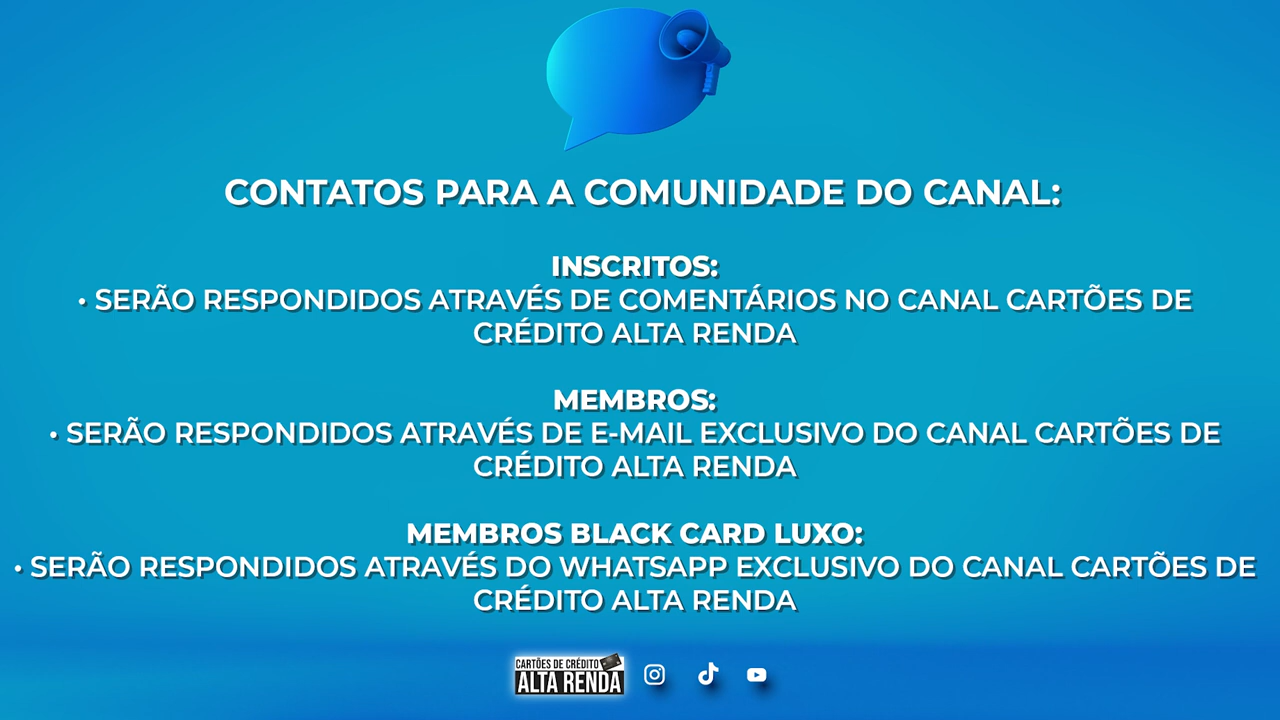 CONTATOS PARA A COMUNIDADE DO CANAL:
INSCRITOS:
• SERÃO RESPONDIDOS ATRAVÉS DE COMENTÁRIOS NO CANAL CARTÕES DE
CRÉDITO ALTA RENDA
MEMBROS:
• SERÃO RESPONDIDOS ATRAVÉS DE E-MAIL EXCLUSIVO DO CANAL CARTÕES DE
CRÉDITO ALTA RENDA
MEMBROS BLACK CARD LUXO:
• SERÃO RESPONDIDOS ATRAVÉS DO WHATSAPP EXCLUSIVO DO CANAL CARTÕES DE
CRÉDITO ALTA RENDA
CARTÕES DE CRÉDITO
ALTA RENDA